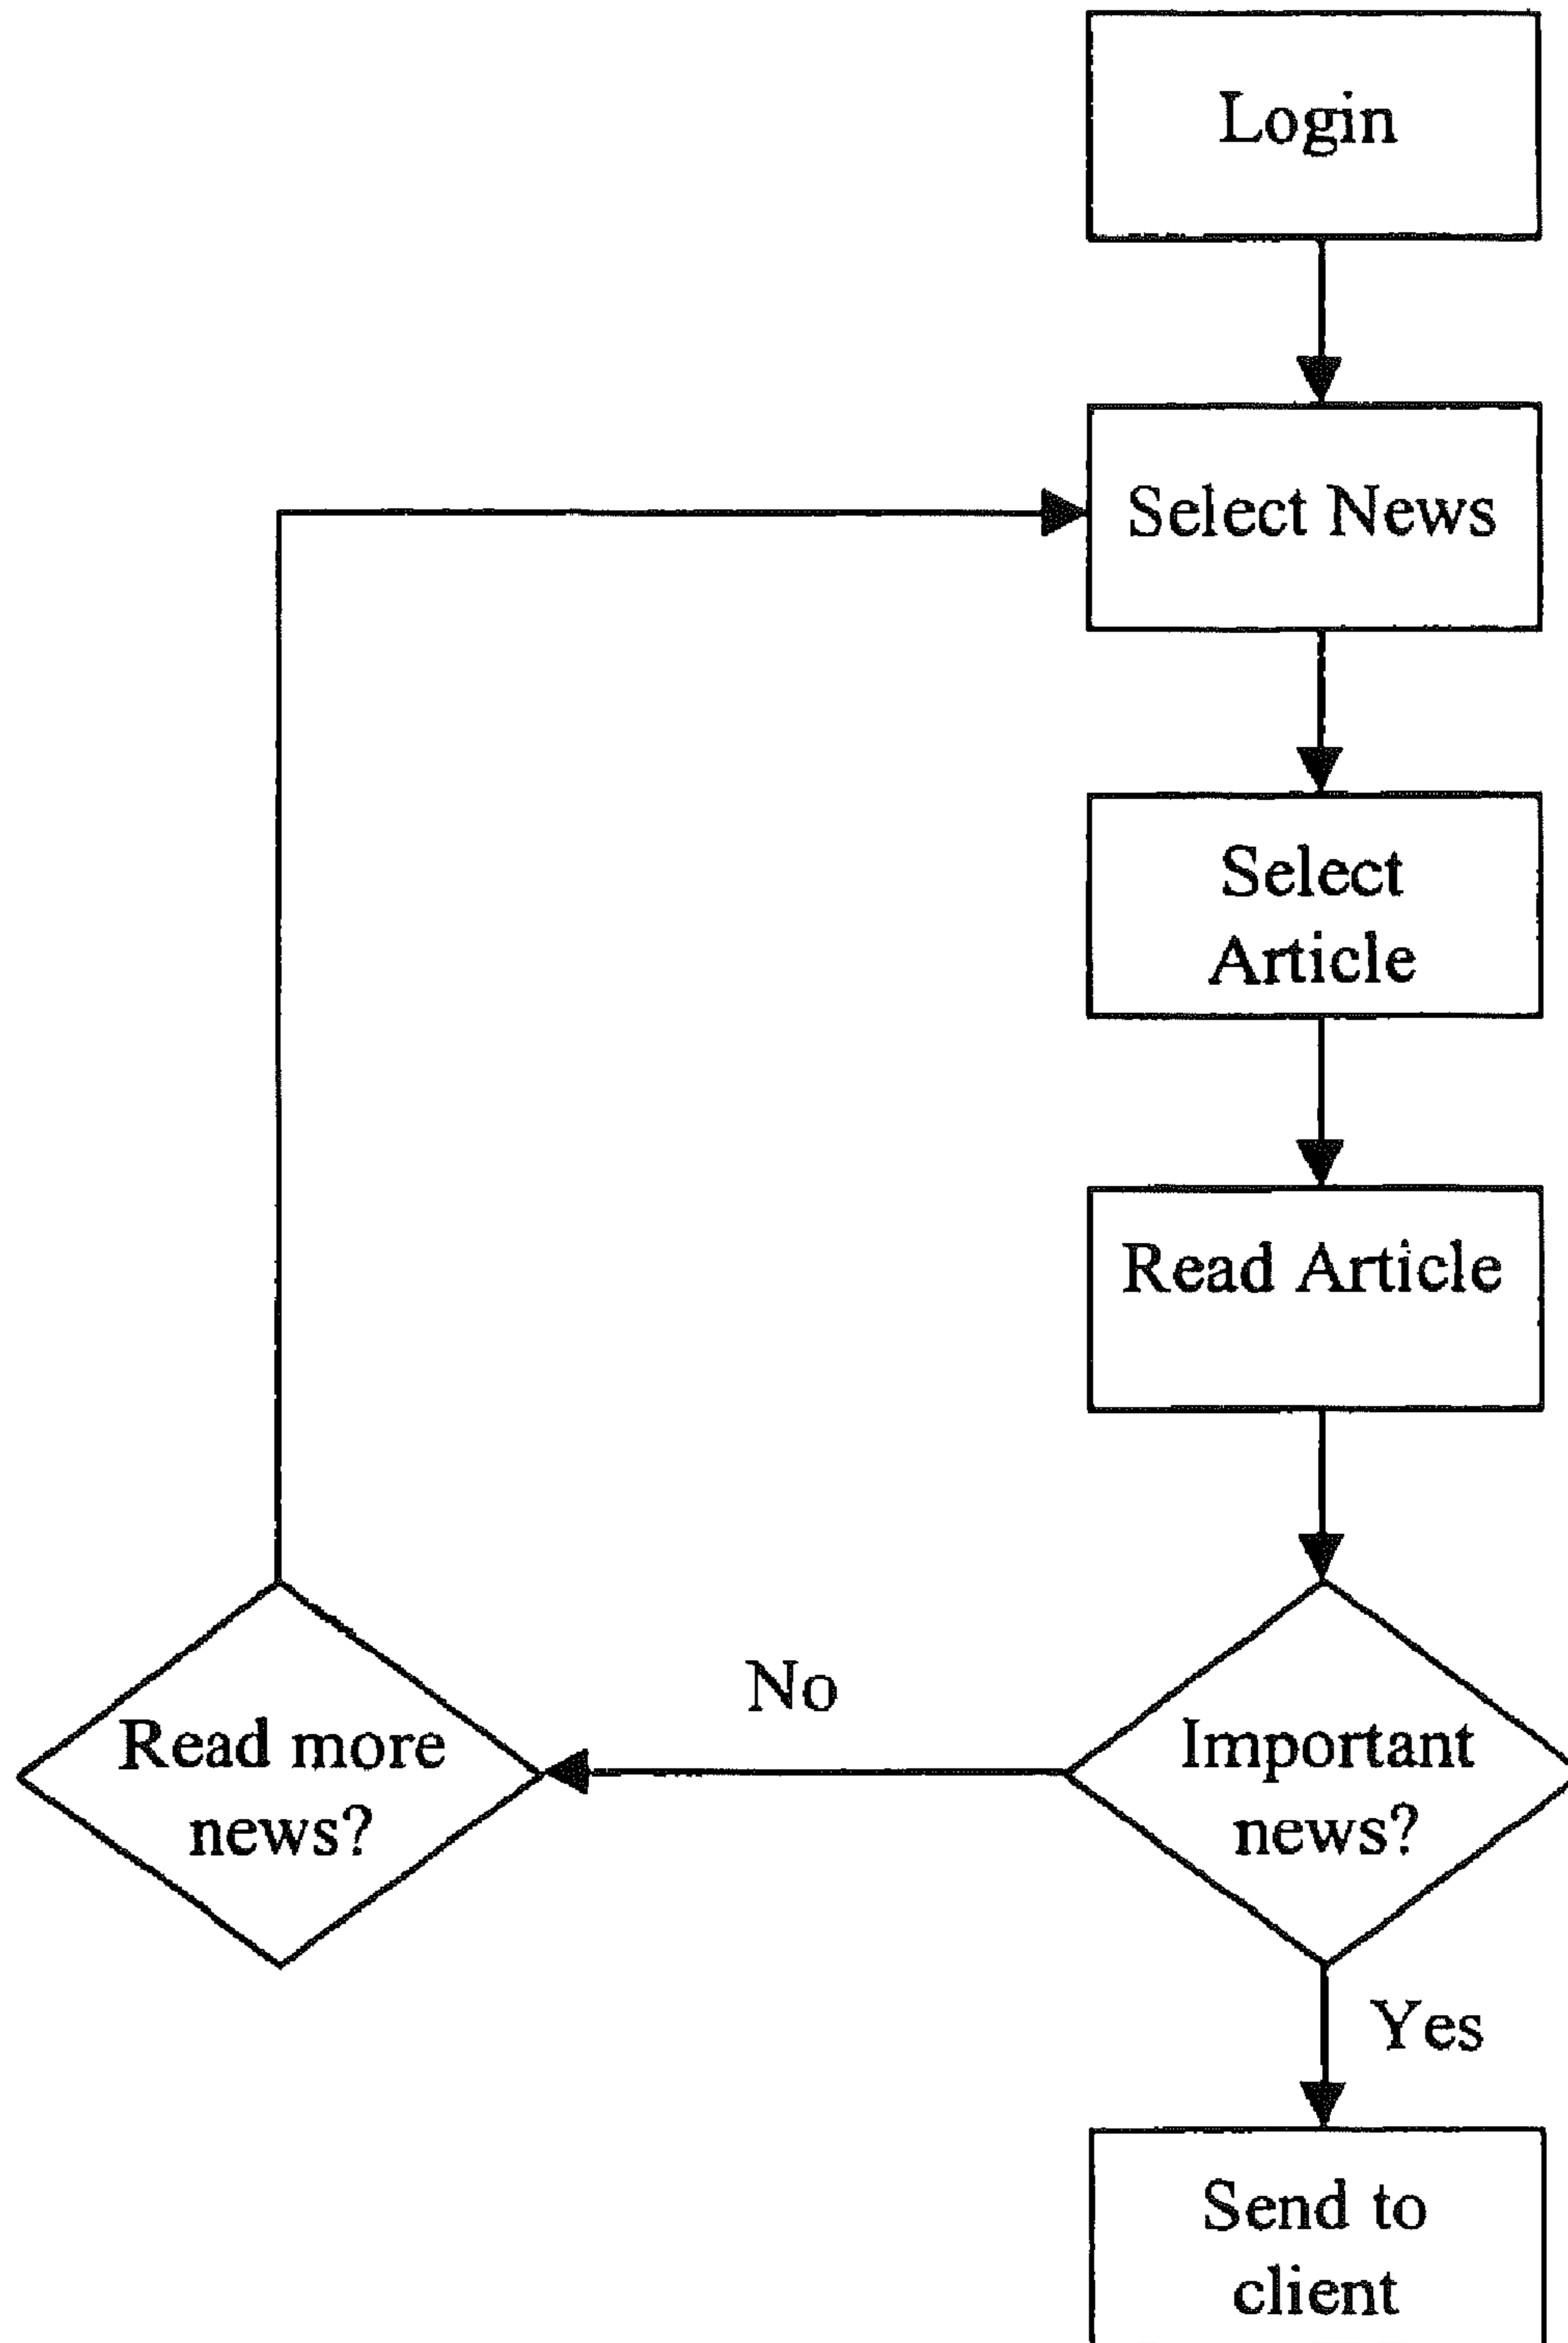 Login
Select News
Select
Article
Read Article
No
Read more
news?
Important
news?
Yes
Send to
client